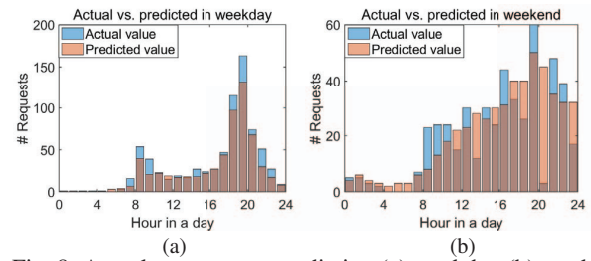 Actual vs. predicted in weekday
Actual value
Predicted value
# Requests
200
150
100
50
0
0 4 8 12 16 20 24
Hour in a day
(a)
Actual vs. predicted in weekend
Actual value
Predicted value
# Requests
60
40
20
0
0 4 8 12 16 20 24
Hour in a day
(b)